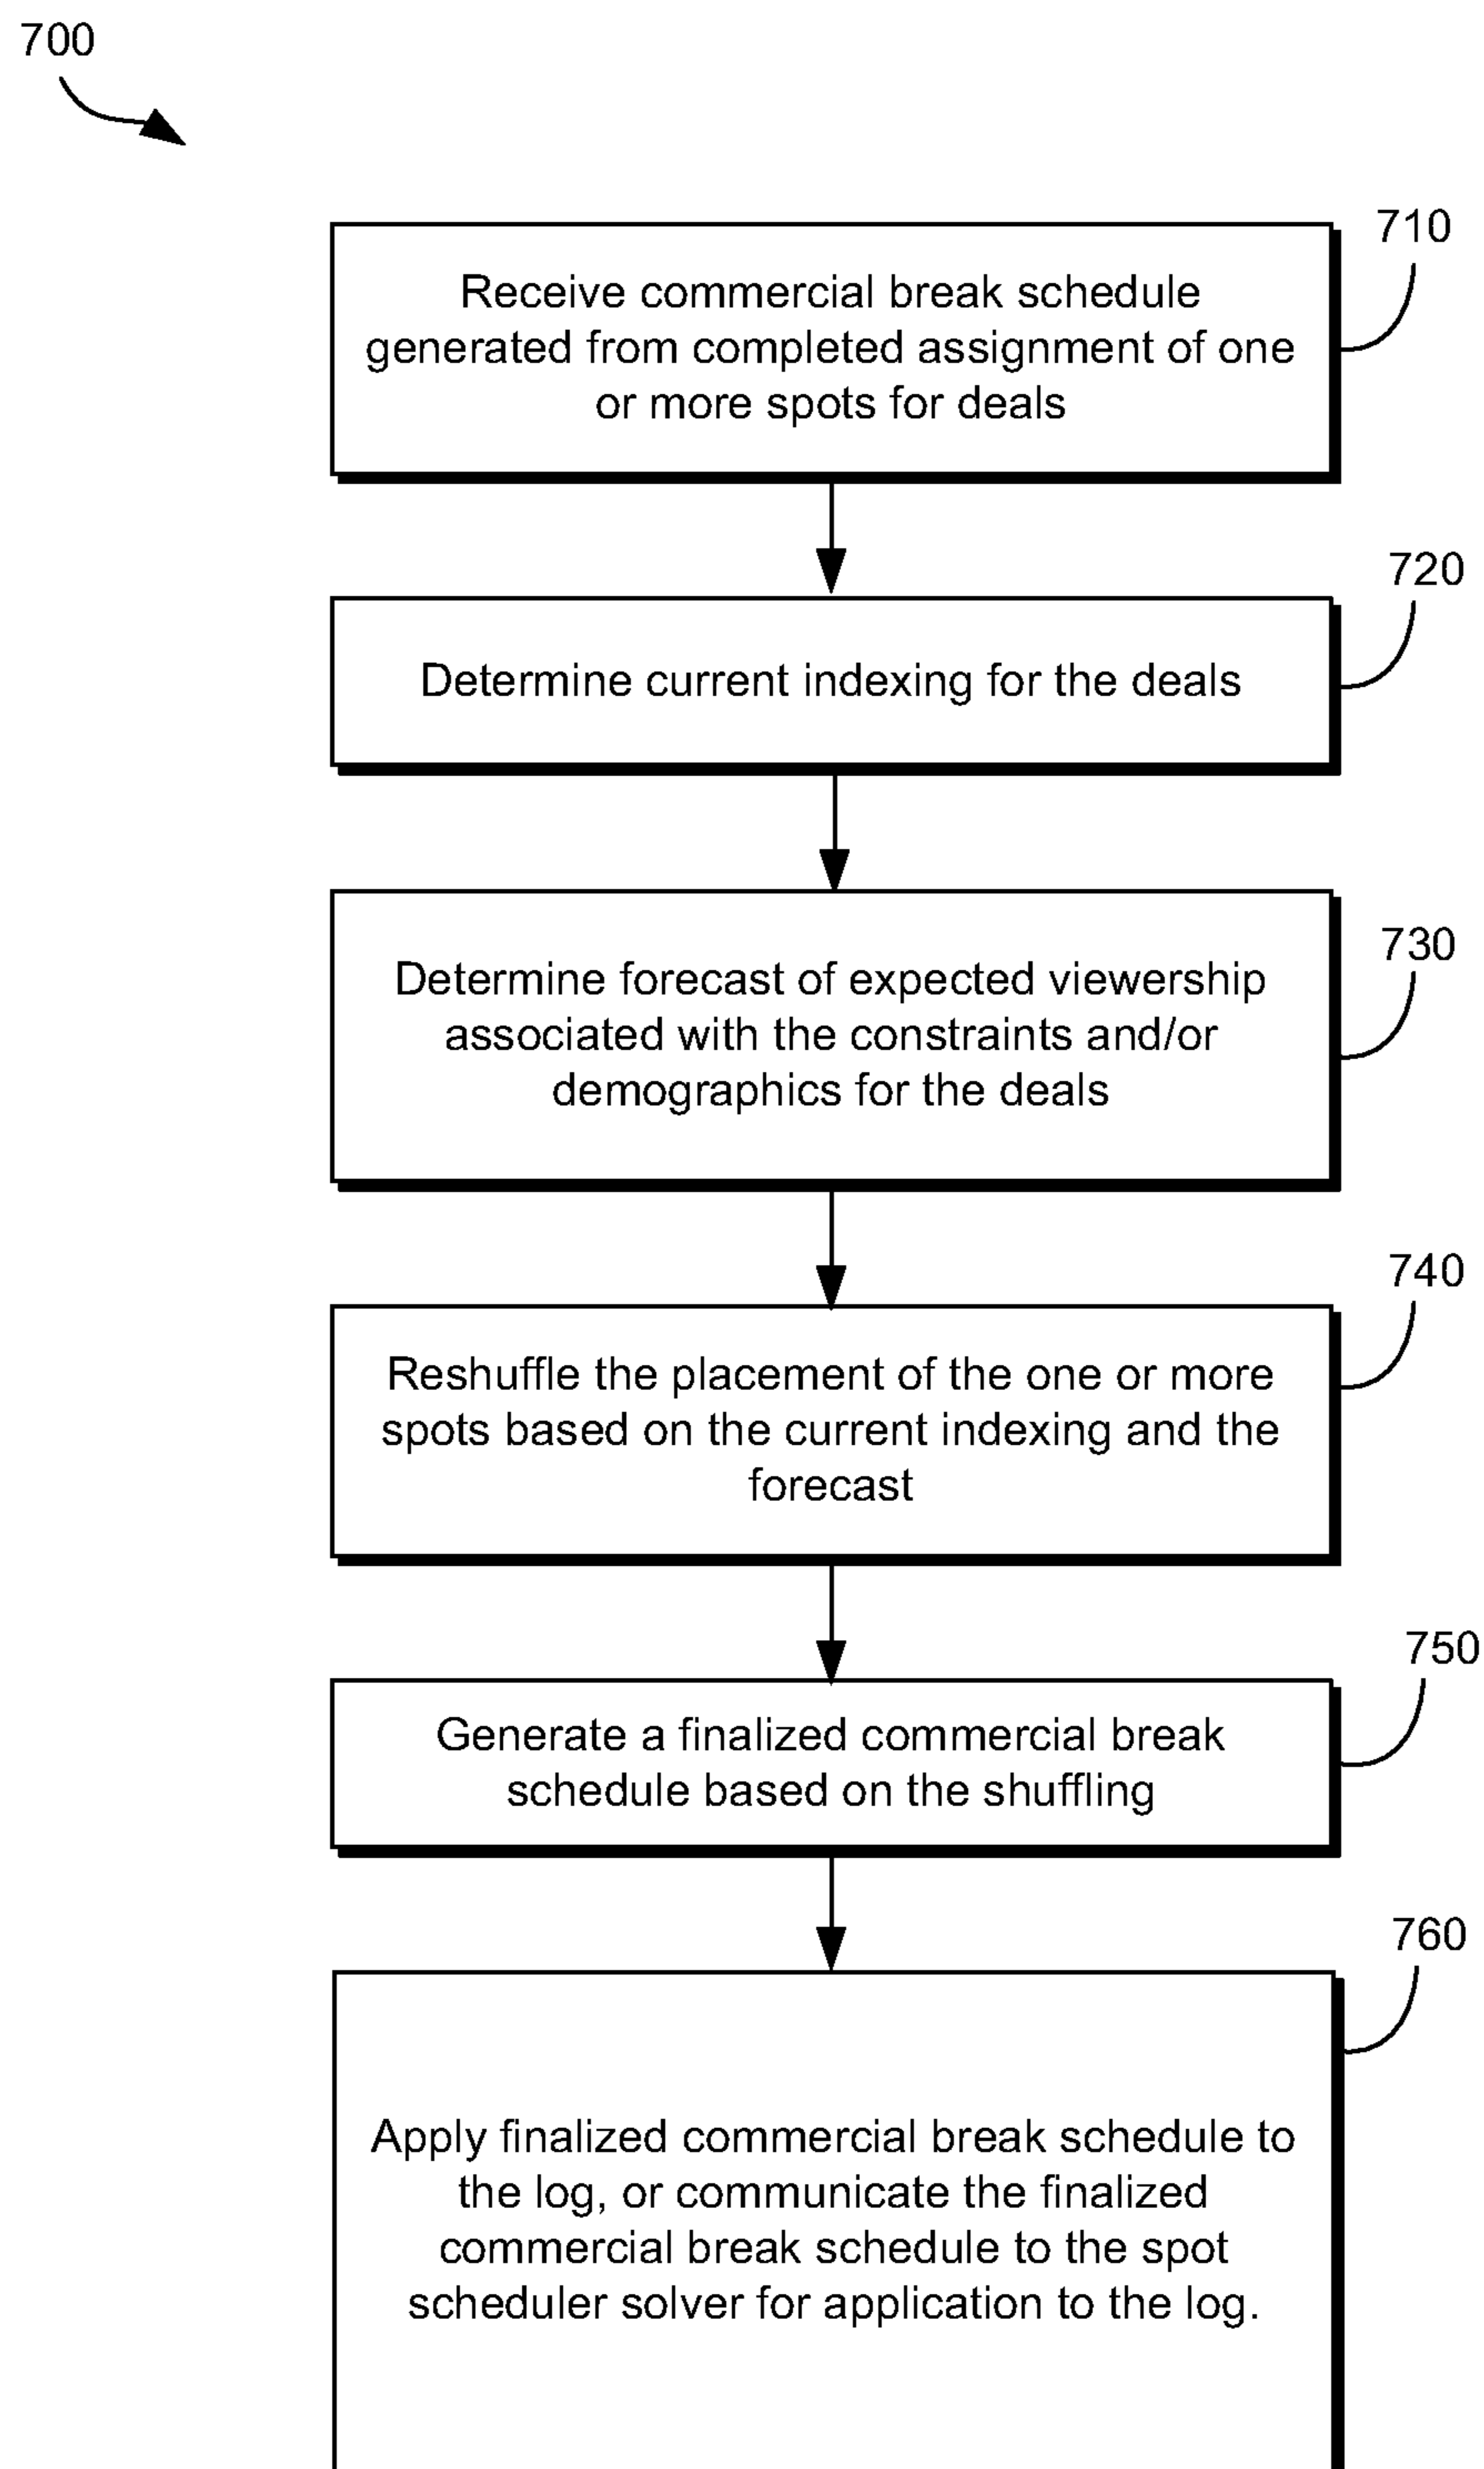 700
710
Receive commercial break schedule
generated from completed assignment of one
or more spots for deals
720
Determine current indexing for the deals
730
Determine forecast of expected viewership
associated with the constraints and/or
demographics for the deals
740
Reshuffle the placement of the one or more
spots based on the current indexing and the
forecast
750
Generate a finalized commercial break
schedule based on the shuffling
760
Apply finalized commercial break schedule to
the log, or communicate the finalized
commercial break schedule to the spot
scheduler solver for application to the log.